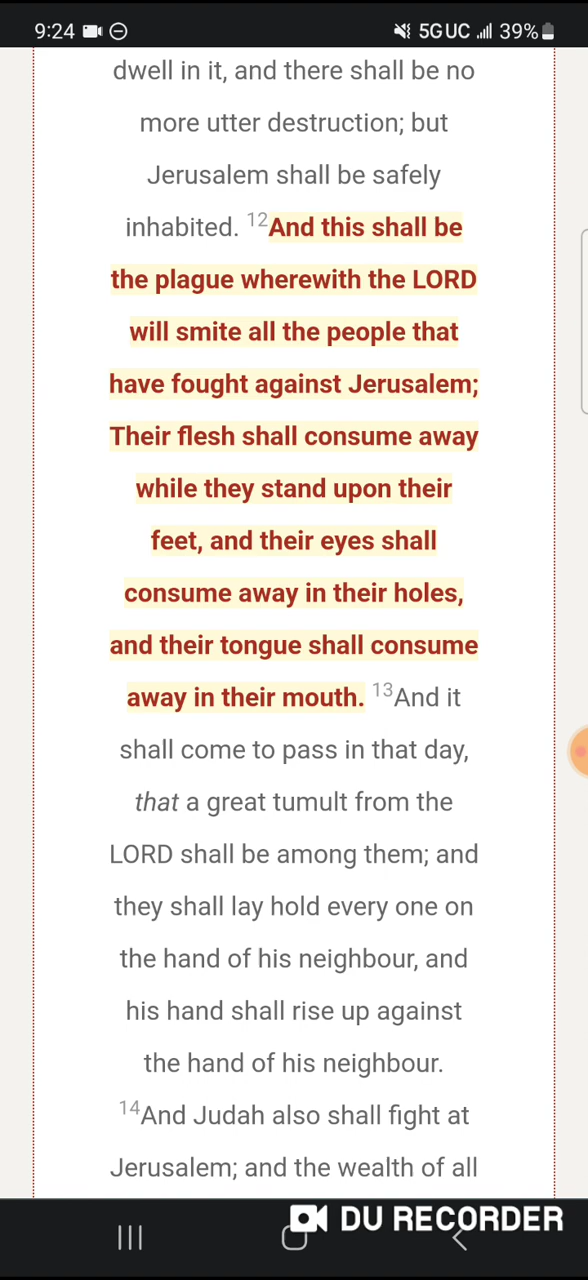 9:24 5G UC 39%
dwell in it, and there shall be no
more utter destruction; but
Jerusalem shall be safely
inhabited. 12And this shall be
the plague wherewith the LORD
will smite all the people that
have fought against Jerusalem;
Their flesh shall consume away
while they stand upon their
feet, and their eyes shall
consume away in their holes,
and their tongue shall consume
away in their mouth. 13And it
shall come to pass in that day,
that a great tumult from the
LORD shall be among them; and
they shall lay hold every one on
the hand of his neighbour, and
his hand shall rise up against
the hand of his neighbour.
14And Judah also shall fight at
Jerusalem; and the wealth of all
DU RECORDER